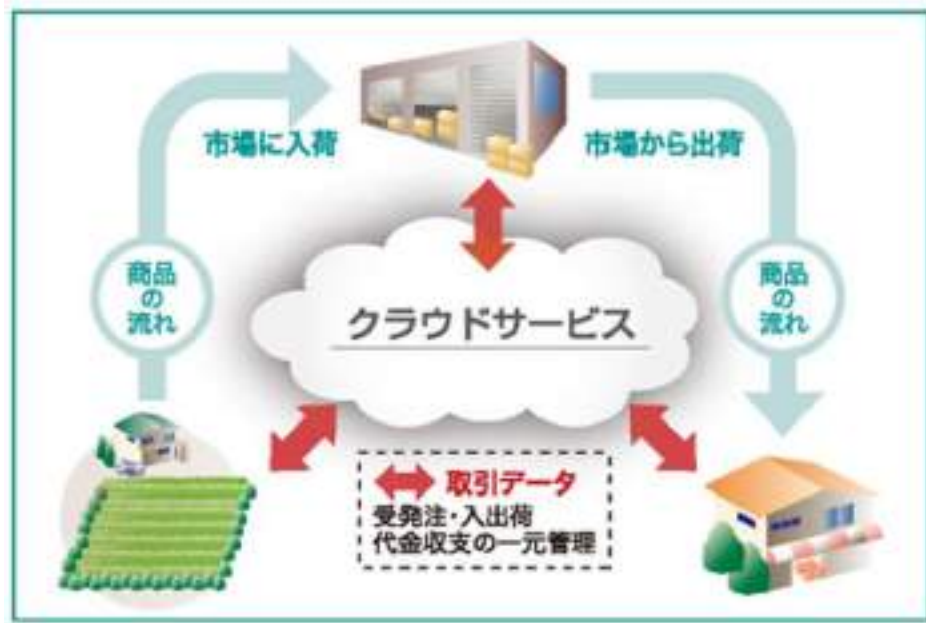 市場に入荷
市場から出荷
商品
の
流れ
商品
の
流れ
クラウドサービス
取引データ
受発注・入出荷
代金収支の一元管理